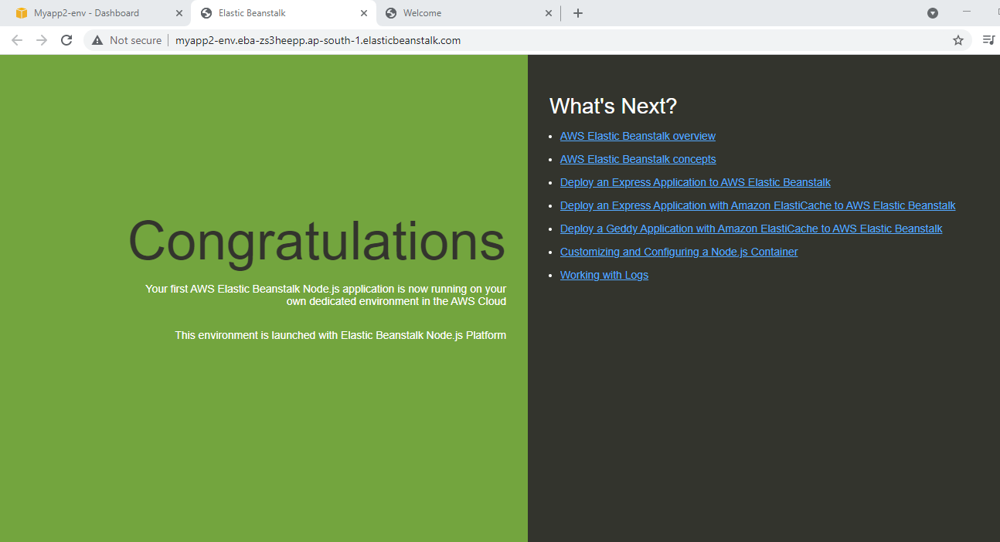 Myapp2-env - Dashboard
Elastic Beanstalk
Welcome
Not secure
myapp2-env.eba-zs3heepp.ap-south-1.elasticbeanstalk.com
Congratulations
Your first AWS Elastic Beanstalk Node.js application is now running on your
own dedicated environment in the AWS Cloud
This environment is launched with Elastic Beanstalk Node.js Platform
What's Next?
AWS Elastic Beanstalk overview
AWS Elastic Beanstalk concepts
Deploy an Express Application to AWS Elastic Beanstalk
Deploy an Express Application with Amazon ElastiCache to AWS Elastic Beanstalk
Deploy a Geddy Application with Amazon ElastiCache to AWS Elastic Beanstalk
Customizing and Configuring a Node.js Container
Working with Logs